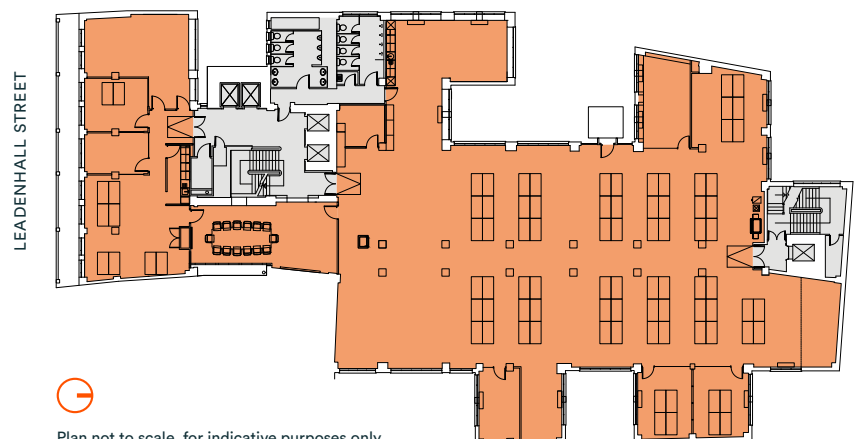 LEADENHALL STREET
Plan not to scale, for indicative purposes only